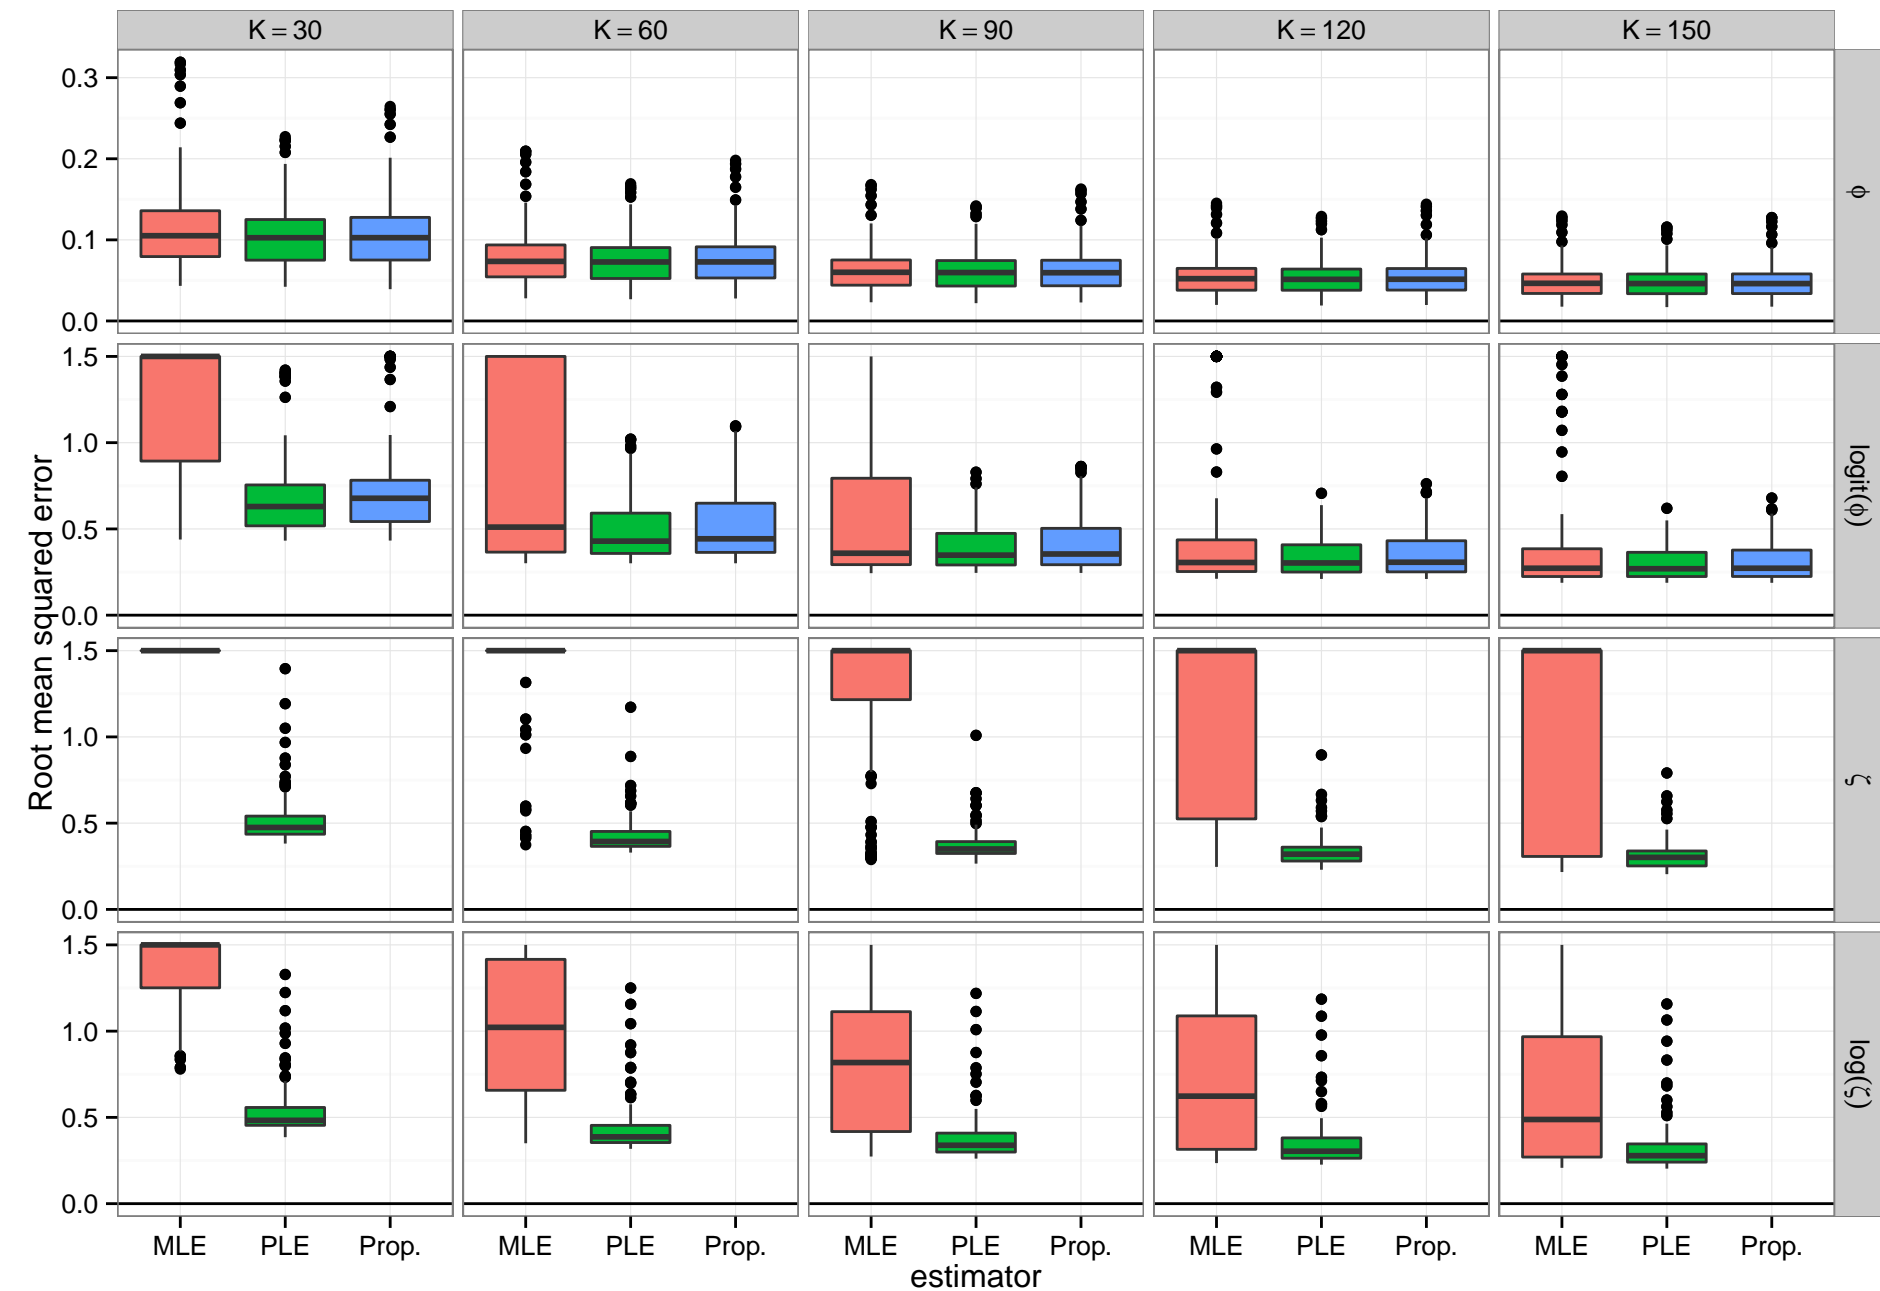 K = 30 K = 60 K = 90 K = 120 K = 150
0.3
0.2
0.1
0.0
ϕ
1.5
1.0
0.5
0.0
logit(ϕ)
1.5
1.0
0.5
0.0
ζ
1.5
1.0
0.5
0.0
log(ζ)
Root mean squared error
MLE PLE Prop. MLE PLE Prop. MLE PLE Prop. MLE PLE Prop. MLE PLE Prop.
estimator